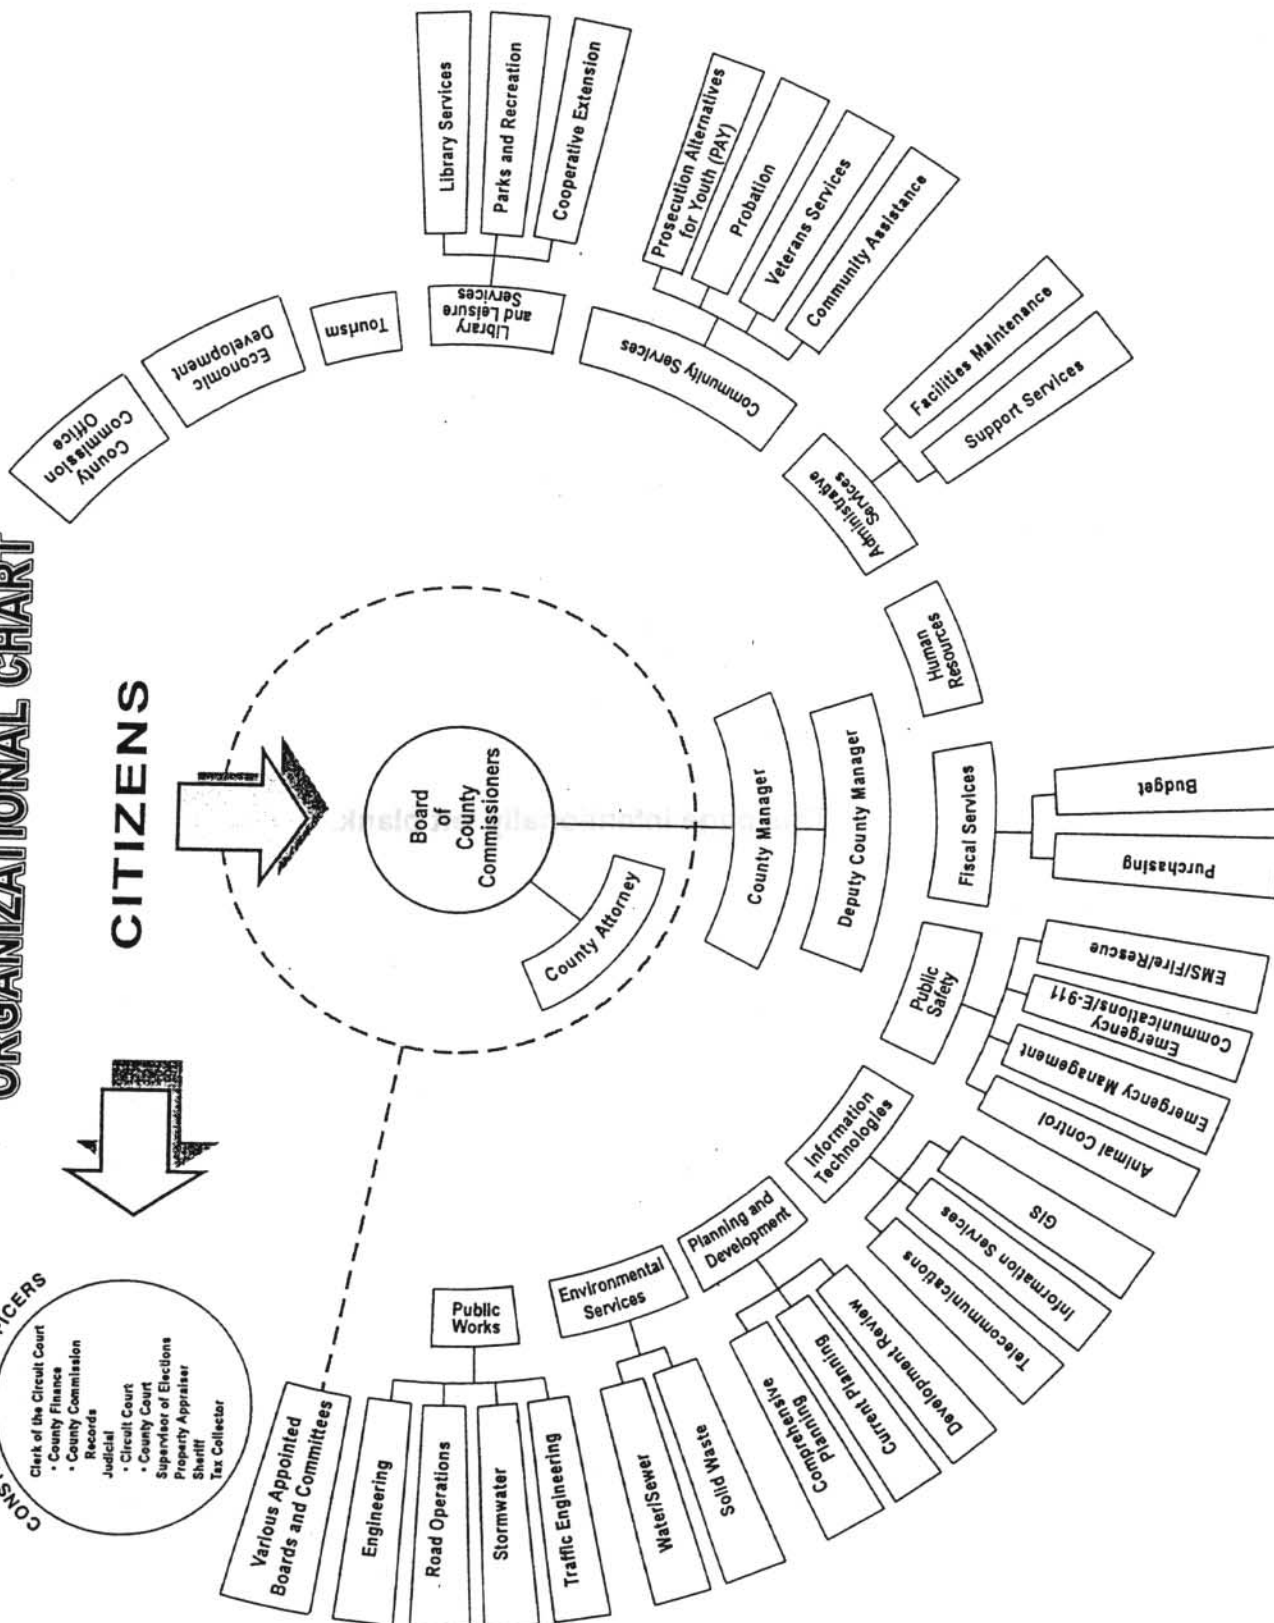 ORGANIZATIONAL CHART
CITIZENS
Clerk of the Circuit Court
• County Finance
• County Commission
Records
Judicial
• Circuit Court
• County Court
Supervisor of Elections
Property Appraiser
Sheriff
Tax Collector
Board
of
County
Commissioners
County Attorney
County Manager
Deputy County Manager
Various Appointed
Boards and Committees
Public
Works
Engineering
Road Operations
Stormwater
Traffic Engineering
Environmental
Services
Water/Sewer
Solid Waste
Planning and
Development
Comprehensive
Planning
Current Planning
Development Review
Information
Technologies
Telecommunications
Information Services
GIS
Public
Safety
Animal Control
Emergency Management
Emergency
Communications/E-911
EMS/Fire/Rescue
Fiscal Services
Purchasing
Budget
Human
Resources
Administrative
Services
Support Services
Facilities Maintenance
Community Services
Community Assistance
Veterans Services
Probation
Prosecution Alternatives
for Youth (PAY)
Library
and Leisure
Services
Cooperative Extension
Parks and Recreation
Library Services
Tourism
Economic
Development
County
Commission
Office